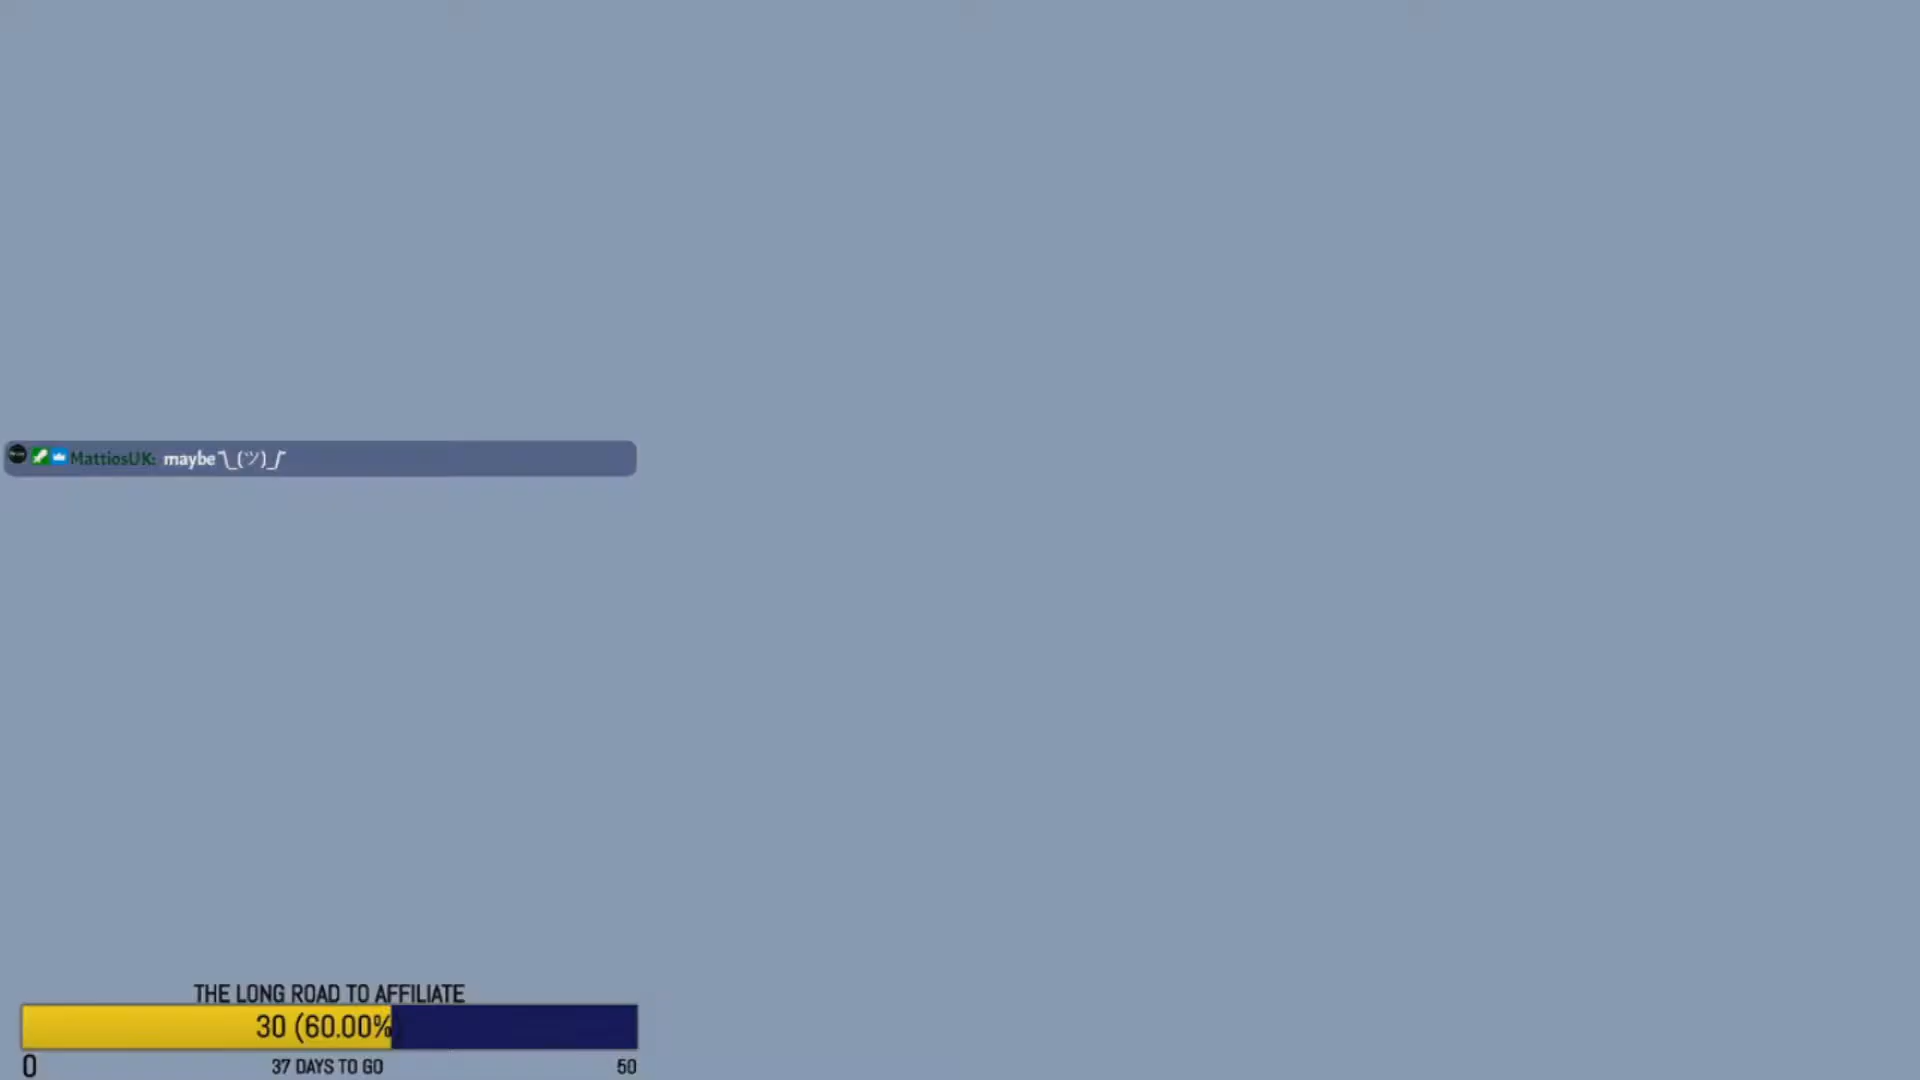 MattiosUK: maybe ¯\_(ツ)_/¯
THE LONG ROAD TO AFFILIATE
30 (60.00%
0
37 DAYS TO GO
50